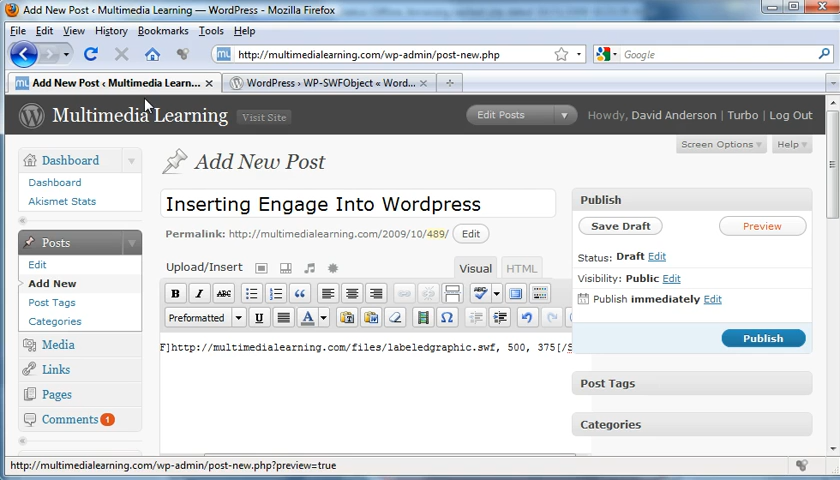 Add New Post ‹ Multimedia Learning — WordPress - Mozilla Firefox
File Edit View History Bookmarks Tools Help
ML http://multimedialearning.com/wp-admin/post-new.php Google
ML Add New Post ‹ Multimedia Learn... WordPress › WP-SWFObject « Word...
Multimedia Learning Visit Site Edit Posts Howdy, David Anderson | Turbo | Log Out
Screen Options Help
Dashboard
Dashboard
Akismet Stats
Posts
Edit
Add New
Post Tags
Categories
Media
Links
Pages
Comments 1
Add New Post
Inserting Engage Into Wordpress
Permalink: http://multimedialearning.com/2009/10/489/ Edit
Upload/Insert Visual HTML
B I ABC ABC
Preformatted U A T W Ω
F]http://multimedialearning.com/files/labeledgraphic.swf, 500, 375[/S
Publish
Save Draft Preview
Status: Draft Edit
Visibility: Public Edit
Publish immediately Edit
Publish
Post Tags
Categories
http://multimedialearning.com/wp-admin/post-new.php?preview=true